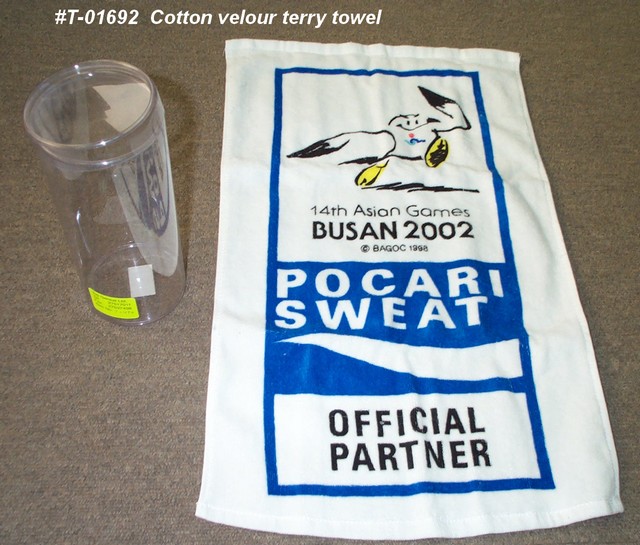 #T-01692 Cotton velour terry towel
14th Asian Games
BUSAN 2002
© BAGOC 1998
POCARI
SWEAT
OFFICIAL
PARTNER